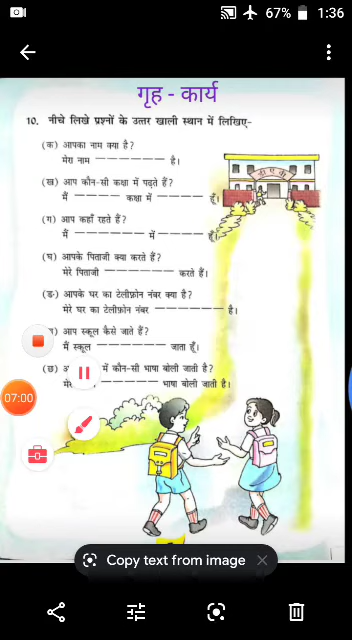 67% 1:36
गृह - कार्य
10. नीचे लिखे प्रश्नों के उत्तर खाली स्थान में लिखिए-
(क) आपका नाम क्या है?
मेरा नाम ——————— है।
(ख) आप कौन-सी कक्षा में पढ़ते हैं?
मैं ————— कक्षा में ————— हूँ।
(ग) आप कहाँ रहते हैं?
मैं ——————— में ————— हूँ।
(घ) आपके पिताजी क्या करते हैं?
मेरे पिताजी ——————— करते हैं।
(ङ) आपके घर का टेलीफ़ोन नंबर क्या है?
मेरे घर का टेलीफ़ोन नंबर ——————— है।
आप स्कूल कैसे जाते हैं?
मैं स्कूल ——————— जाता हूँ।
(छ) में कौन-सी भाषा बोली जाती है?
————— भाषा बोली जाती है।
07:00
Copy text from image